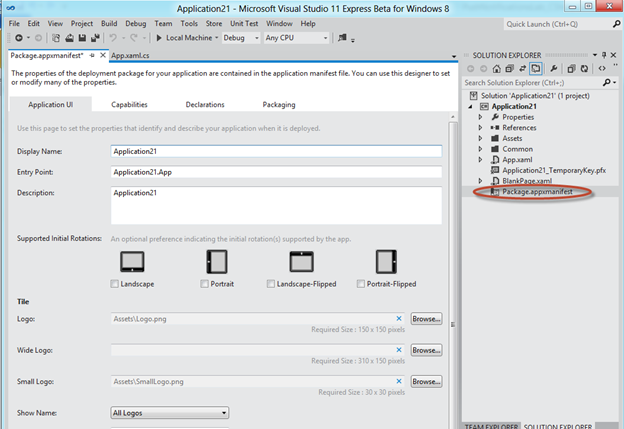 Application21 - Microsoft Visual Studio 11 Express Beta for Windows 8
File Edit View Project Build Debug Team Tools Store Unit Test Window Help
Quick Launch (Ctrl+Q)
Local Machine Debug Any CPU
Package.appxmanifest* App.xaml.cs
The properties of the deployment package for your application are contained in the application manifest file. You can use this designer to set
or modify many of the properties.
Application UI Capabilities Declarations Packaging
Use this page to set the properties that identify and describe your application when it is deployed.
Display Name: Application21
Entry Point: Application21.App
Description: Application21
Supported Initial Rotations: An optional preference indicating the initial rotation(s) supported by the app.
Landscape Portrait Landscape-Flipped Portrait-Flipped
Tile
Logo: Assets\Logo.png Browse...
Required Size : 150 x 150 pixels
Wide Logo: Browse...
Required Size : 310 x 150 pixels
Small Logo: Assets\SmallLogo.png Browse...
Required Size : 30 x 30 pixels
Show Name: All Logos
SOLUTION EXPLORER
Search Solution Explorer (Ctrl+;)
Solution 'Application21' (1 project)
Application21
Properties
References
Assets
Common
App.xaml
Application21_TemporaryKey.pfx
BlankPage.xaml
Package.appxmanifest
TEAM EXPLORER SOLUTION EXPLORER